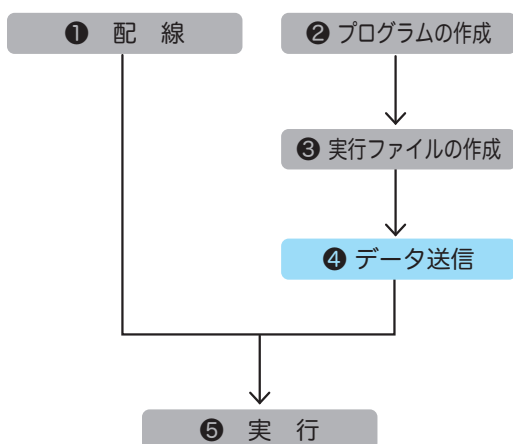 ❶ 配 線
❷ プログラムの作成
❸ 実行ファイルの作成
❹ データ送信
❺ 実 行